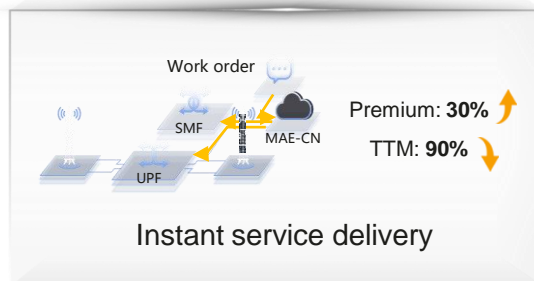 Work order
SMF
MAE-CN
UPF
Premium: 30%
TTM: 90%
Instant service delivery